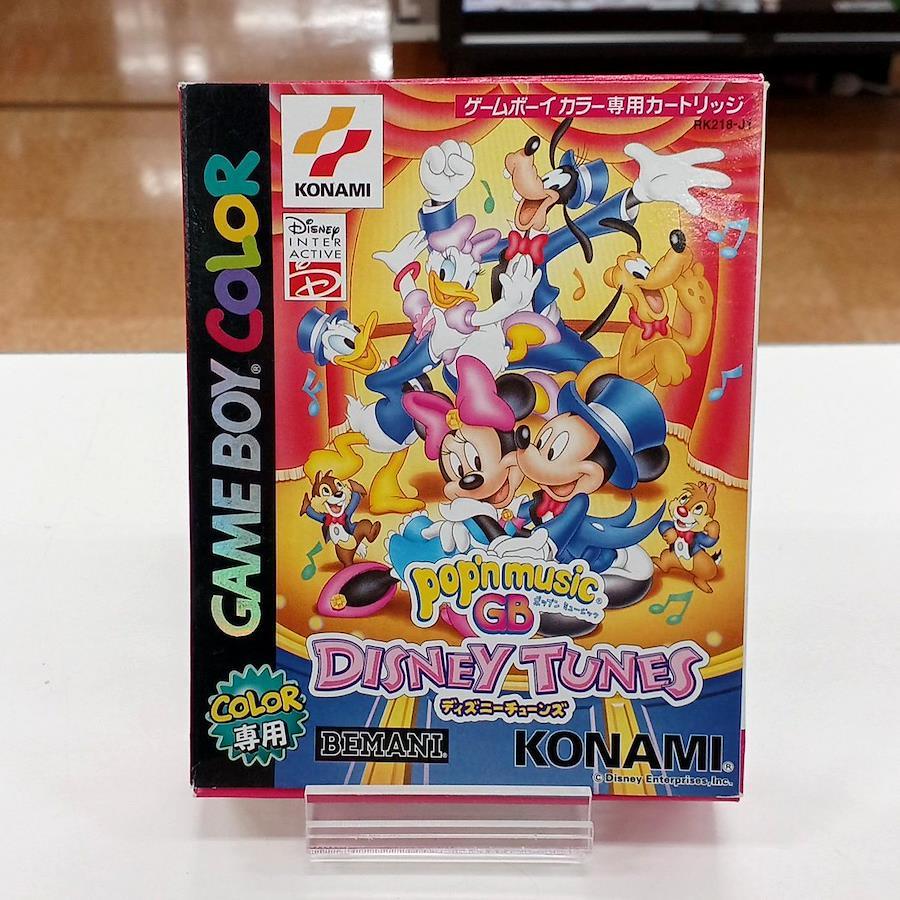 ゲームボーイカラー専用カートリッジ
RK218-J1
KONAMI
DISNEY
INTER
ACTIVE
GAME BOY® COLOR
pop'n music®
GB
ポップンミュージック
DISNEY TUNES
ディズニーチューンズ
COLOR
専用
BEMANI®
KONAMI®
© Disney Enterprises, Inc.